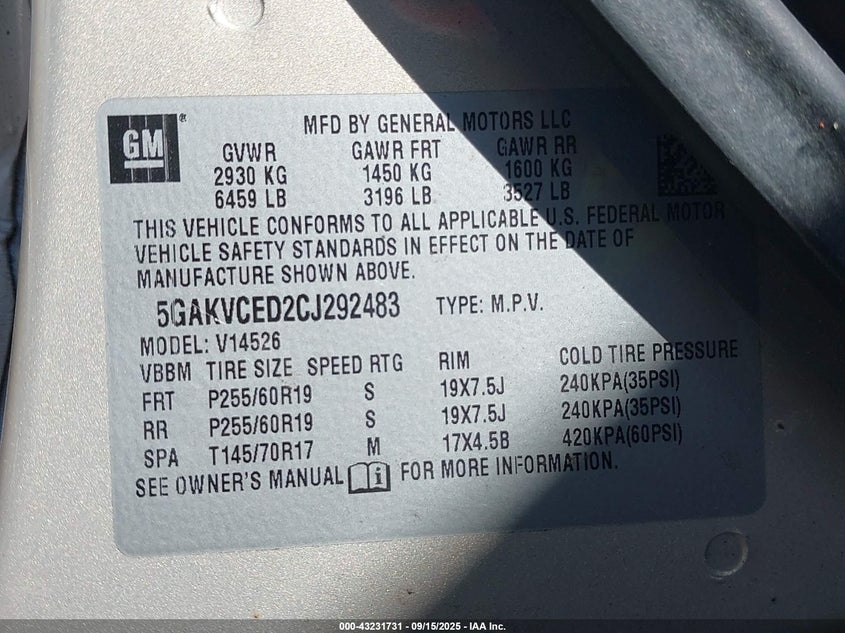 GM®
MFD BY GENERAL MOTORS LLC
GVWR GAWR FRT GAWR RR
2930 KG 1450 KG 1600 KG
6459 LB 3196 LB 3527 LB
THIS VEHICLE CONFORMS TO ALL APPLICABLE U.S. FEDERAL MOTOR
VEHICLE SAFETY STANDARDS IN EFFECT ON THE DATE OF
MANUFACTURE SHOWN ABOVE.
5GAKVCED2CJ292483 TYPE: M.P.V.
MODEL: V14526
VBBM TIRE SIZE SPEED RTG RIM COLD TIRE PRESSURE
FRT P255/60R19 S 19X7.5J 240KPA(35PSI)
RR P255/60R19 S 19X7.5J 240KPA(35PSI)
SPA T145/70R17 M 17X4.5B 420KPA(60PSI)
SEE OWNER'S MANUAL FOR MORE INFORMATION.
000-43231731 - 09/15/2025 - IAA Inc.